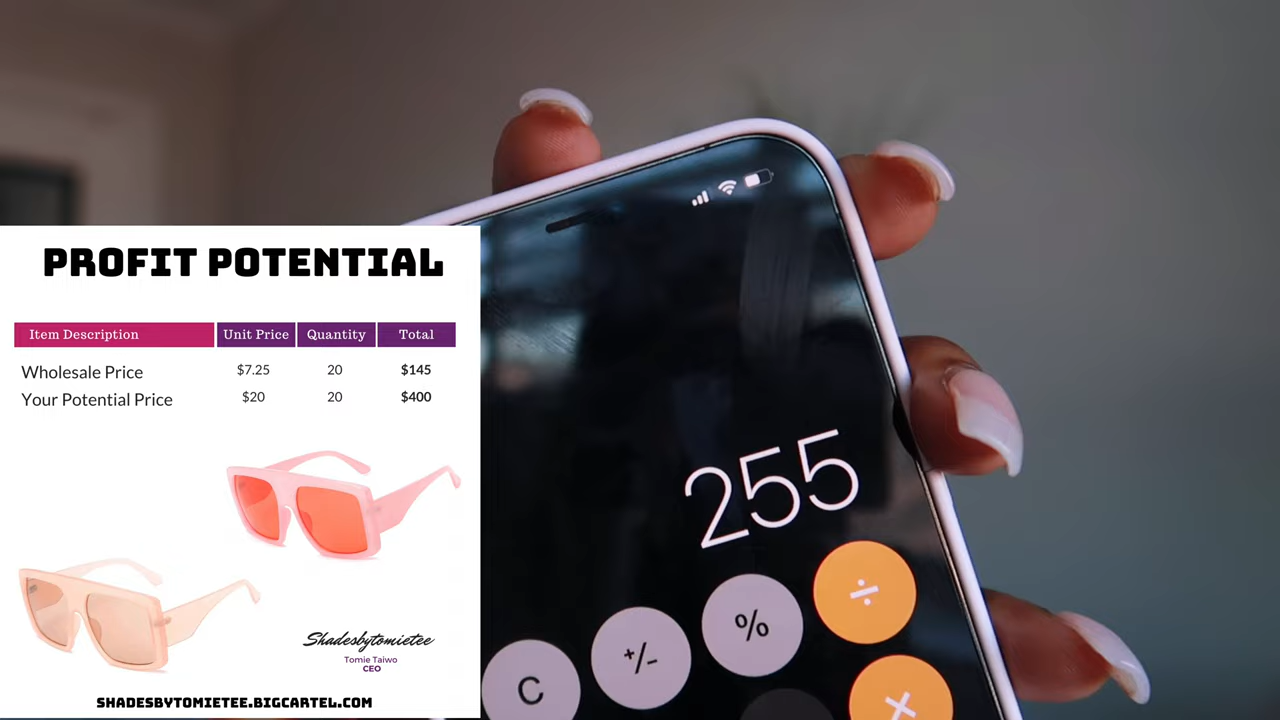 PROFIT POTENTIAL
Item Description Unit Price Quantity Total
Wholesale Price $7.25 20 $145
Your Potential Price $20 20 $400
Shadesbytomietee
Tomie Taiwo
CEO
SHADESBYTOMIETEE.BIGCARTEL.COM
255
C +/- % ÷
×